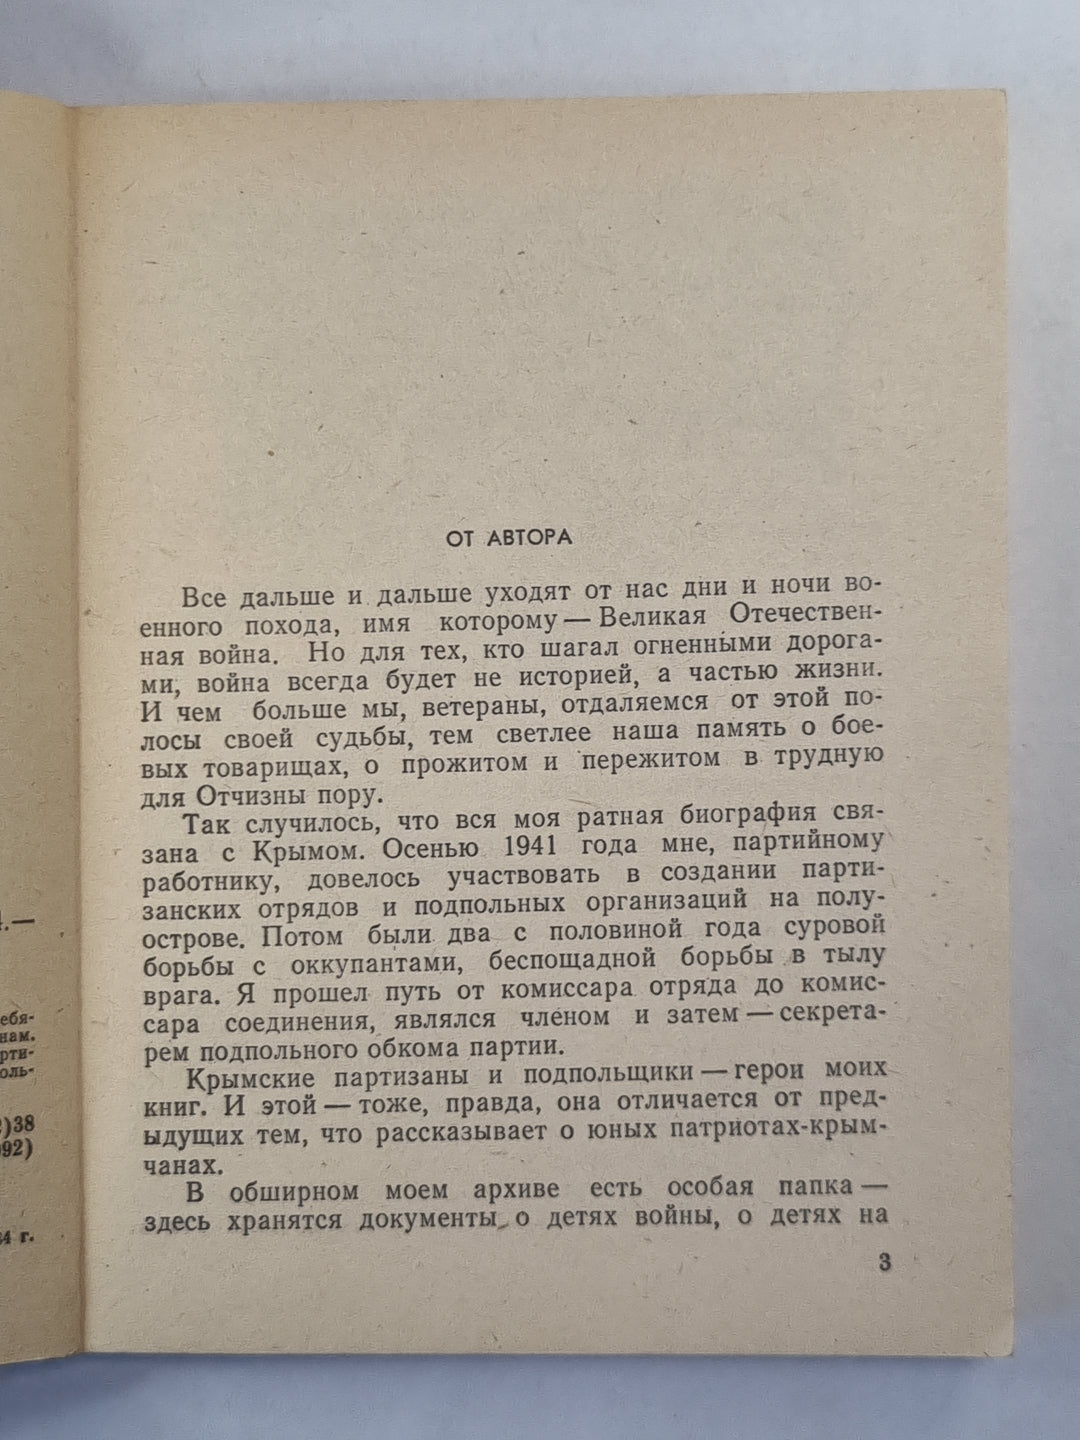 ОТ АВТОРА
Все дальше и дальше уходят от нас дни и ночи во-
енного похода, имя которому — Великая Отечествен-
ная война. Но для тех, кто шагал огненными дорога-
ми, война всегда будет не историей, а частью жизни.
И чем больше мы, ветераны, отдаляемся от этой по-
лосы своей судьбы, тем светлее наша память о бое-
вых товарищах, о прожитом и пережитом в трудную
для Отчизны пору.
Так случилось, что вся моя ратная биография свя-
зана с Крымом. Осенью 1941 года мне, партийному
работнику, довелось участвовать в создании парти-
занских отрядов и подпольных организаций на полу-
острове. Потом были два с половиной года суровой
борьбы с оккупантами, беспощадной борьбы в тылу
врага. Я прошел путь от комиссара отряда до комис-
сара соединения, являлся членом и затем — секрета-
рем подпольного обкома партии.
Крымские партизаны и подпольщики — герои моих
книг. И этой — тоже, правда, она отличается от пред-
ыдущих тем, что рассказывает о юных патриотах-крым-
чанах.
В обширном моем архиве есть особая папка —
здесь хранятся документы о детях войны, о детях на
3
ебя-
нам.
рти-
оль-
)38
92)
4 г.